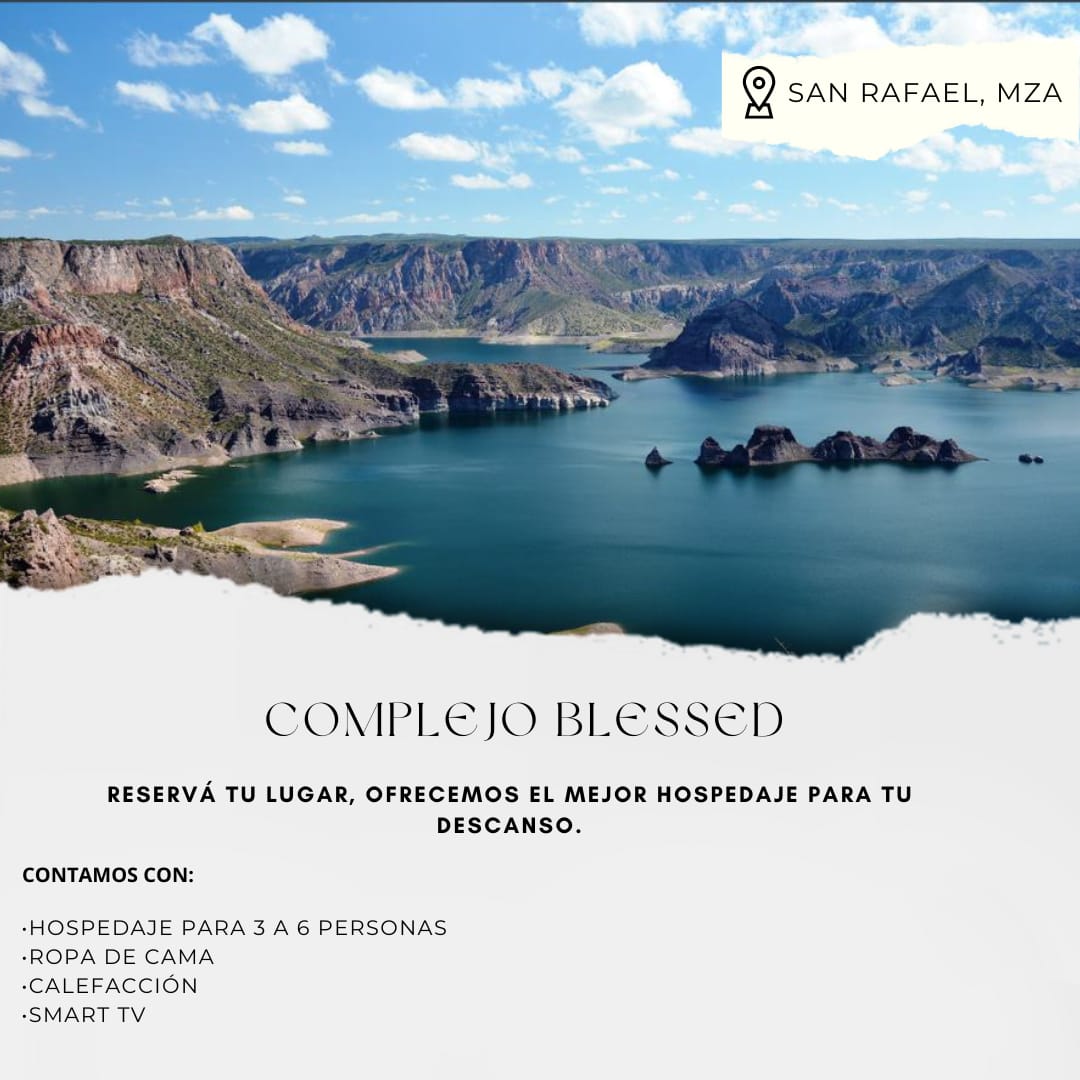 SAN RAFAEL, MZA
COMPLEJO BLESSED
RESERVÁ TU LUGAR, OFRECEMOS EL MEJOR HOSPEDAJE PARA TU
DESCANSO.
CONTAMOS CON:
•HOSPEDAJE PARA 3 A 6 PERSONAS
•ROPA DE CAMA
•CALEFACCIÓN
•SMART TV